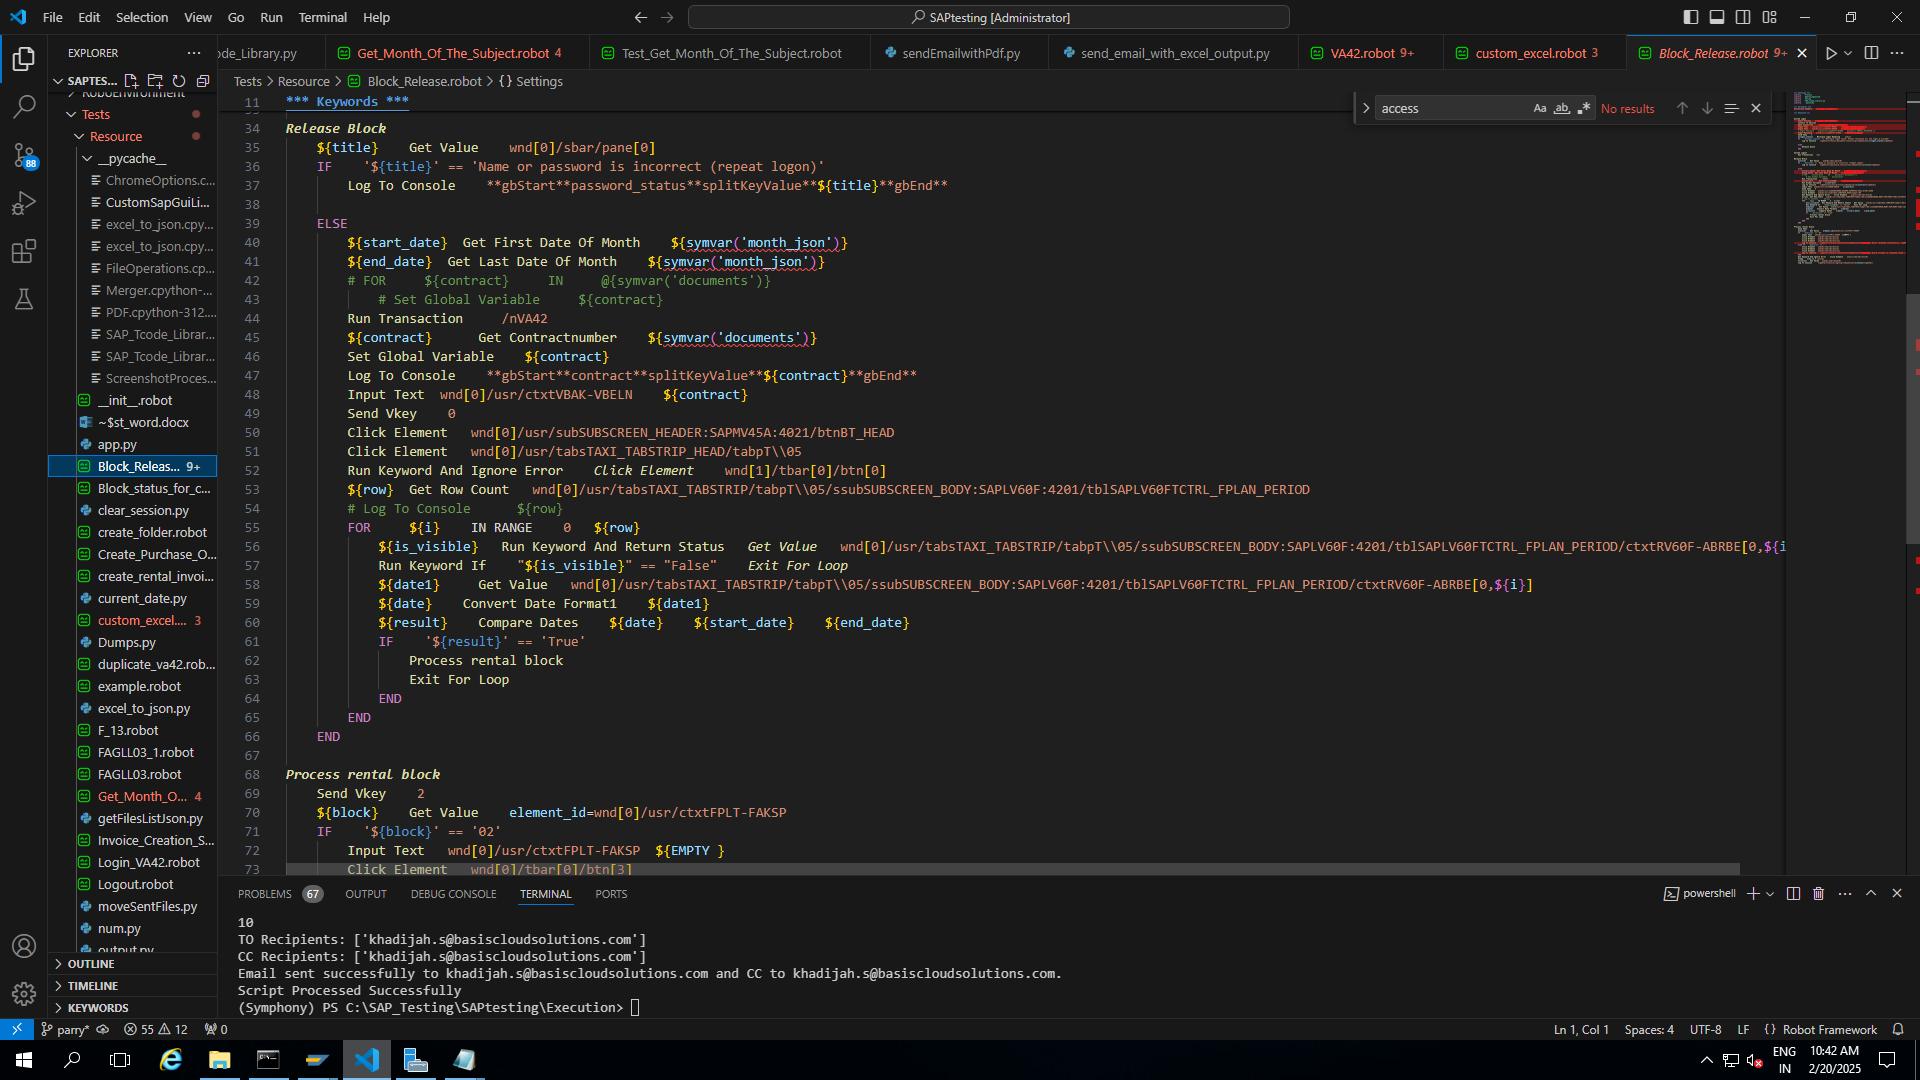 File Edit Selection View Go Run Terminal Help
SAPtesting [Administrator]
EXPLORER
ode_Library.py
Get_Month_Of_The_Subject.robot 4
Test_Get_Month_Of_The_Subject.robot
sendEmailwithPdf.py
send_email_with_excel_output.py
VA42.robot 9+
custom_excel.robot 3
Block_Release.robot 9+
SAPTES...
Tests > Resource > Block_Release.robot > {} Settings
access
Aa ab
No results
RoboEnvironment
Tests
Resource
__pycache__
ChromeOptions.c...
CustomSapGuiLi...
excel_to_json.cpy...
excel_to_json.cpy...
FileOperations.cp...
Merger.cpython-...
PDF.cpython-312....
SAP_Tcode_Librar...
SAP_Tcode_Librar...
ScreenshotProces...
__init__.robot
~$st_word.docx
app.py
Block_Releas... 9+
Block_status_for_c...
clear_session.py
create_folder.robot
Create_Purchase_O...
create_rental_invoi...
current_date.py
custom_excel.... 3
Dumps.py
duplicate_va42.rob...
example.robot
excel_to_json.py
F_13.robot
FAGLL03_1.robot
FAGLL03.robot
Get_Month_O... 4
getFilesListJson.py
Invoice_Creation_S...
Login_VA42.robot
Logout.robot
moveSentFiles.py
num.py
output.py
OUTLINE
TIMELINE
KEYWORDS
88
11 *** Keywords ***
34 Release Block
35 ${title} Get Value wnd[0]/sbar/pane[0]
36 IF '${title}' == 'Name or password is incorrect (repeat logon)'
37 Log To Console **gbStart**password_status**splitKeyValue**${title}**gbEnd**
38
39 ELSE
40 ${start_date} Get First Date Of Month ${symvar('month_json')}
41 ${end_date} Get Last Date Of Month ${symvar('month_json')}
42 # FOR ${contract} IN @{symvar('documents')}
43 # Set Global Variable ${contract}
44 Run Transaction /nVA42
45 ${contract} Get Contractnumber ${symvar('documents')}
46 Set Global Variable ${contract}
47 Log To Console **gbStart**contract**splitKeyValue**${contract}**gbEnd**
48 Input Text wnd[0]/usr/ctxtVBAK-VBELN ${contract}
49 Send Vkey 0
50 Click Element wnd[0]/usr/subSUBSCREEN_HEADER:SAPMV45A:4021/btnBT_HEAD
51 Click Element wnd[0]/usr/tabsTAXI_TABSTRIP_HEAD/tabpT\\05
52 Run Keyword And Ignore Error Click Element wnd[1]/tbar[0]/btn[0]
53 ${row} Get Row Count wnd[0]/usr/tabsTAXI_TABSTRIP/tabpT\\05/ssubSUBSCREEN_BODY:SAPLV60F:4201/tblSAPLV60FTCTRL_FPLAN_PERIOD
54 # Log To Console ${row}
55 FOR ${i} IN RANGE 0 ${row}
56 ${is_visible} Run Keyword And Return Status Get Value wnd[0]/usr/tabsTAXI_TABSTRIP/tabpT\\05/ssubSUBSCREEN_BODY:SAPLV60F:4201/tblSAPLV60FTCTRL_FPLAN_PERIOD/ctxtRV60F-ABRBE[0,${i
57 Run Keyword If "${is_visible}" == "False" Exit For Loop
58 ${date1} Get Value wnd[0]/usr/tabsTAXI_TABSTRIP/tabpT\\05/ssubSUBSCREEN_BODY:SAPLV60F:4201/tblSAPLV60FTCTRL_FPLAN_PERIOD/ctxtRV60F-ABRBE[0,${i}]
59 ${date} Convert Date Format1 ${date1}
60 ${result} Compare Dates ${date} ${start_date} ${end_date}
61 IF '${result}' == 'True'
62 Process rental block
63 Exit For Loop
64 END
65 END
66 END
67
68 Process rental block
69 Send Vkey 2
70 ${block} Get Value element_id=wnd[0]/usr/ctxtFPLT-FAKSP
71 IF '${block}' == '02'
72 Input Text wnd[0]/usr/ctxtFPLT-FAKSP ${EMPTY }
73 Click Element wnd[0]/tbar[0]/btn[3]
PROBLEMS 67 OUTPUT DEBUG CONSOLE TERMINAL PORTS
powershell
10
TO Recipients: ['khadijah.s@basiscloudsolutions.com']
CC Recipients: ['khadijah.s@basiscloudsolutions.com']
Email sent successfully to khadijah.s@basiscloudsolutions.com and CC to khadijah.s@basiscloudsolutions.com.
Script Processed Successfully
(Symphony) PS C:\SAP_Testing\SAPtesting\Execution>
parry* 55 12 0
Ln 1, Col 1 Spaces: 4 UTF-8 LF {} Robot Framework
ENG
IN
10:42 AM
2/20/2025